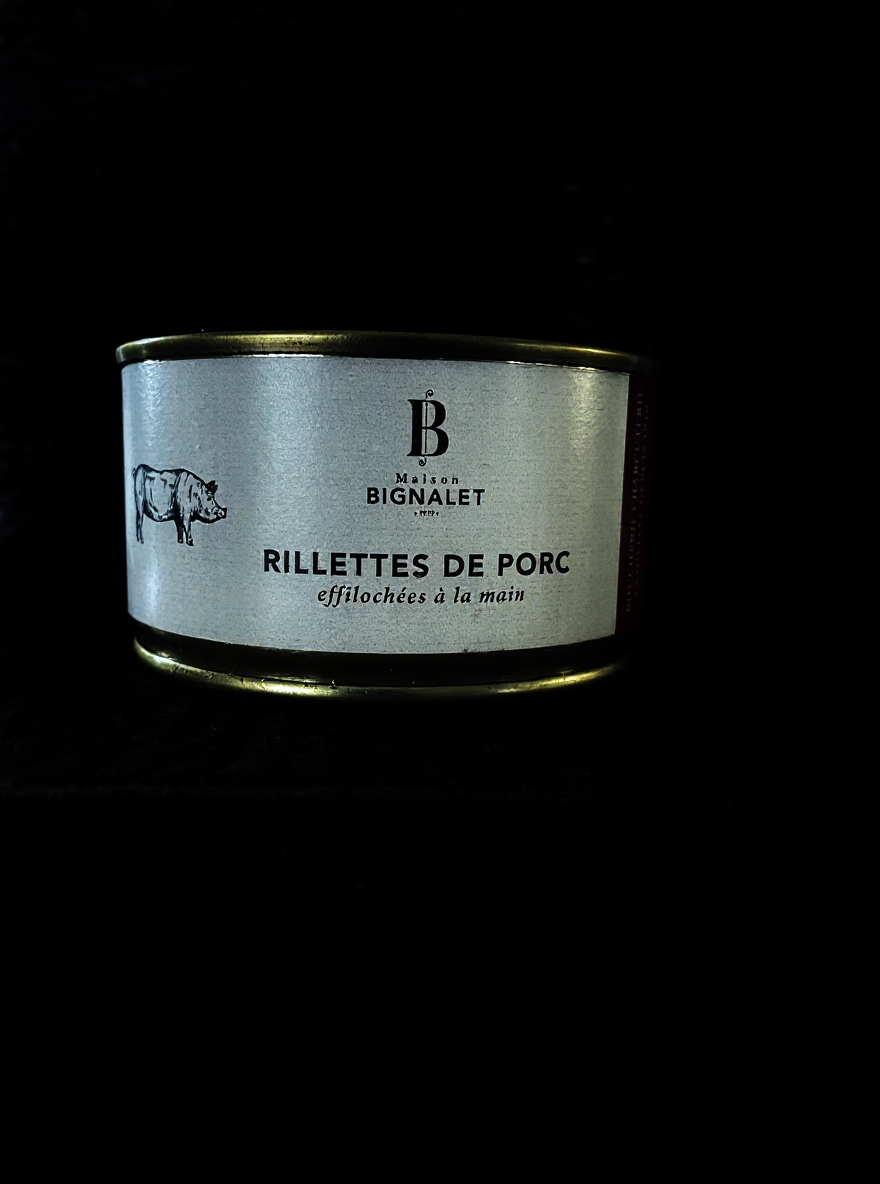 B
Maison
BIGNALET
RILLETTES DE PORC
effilochées à la main